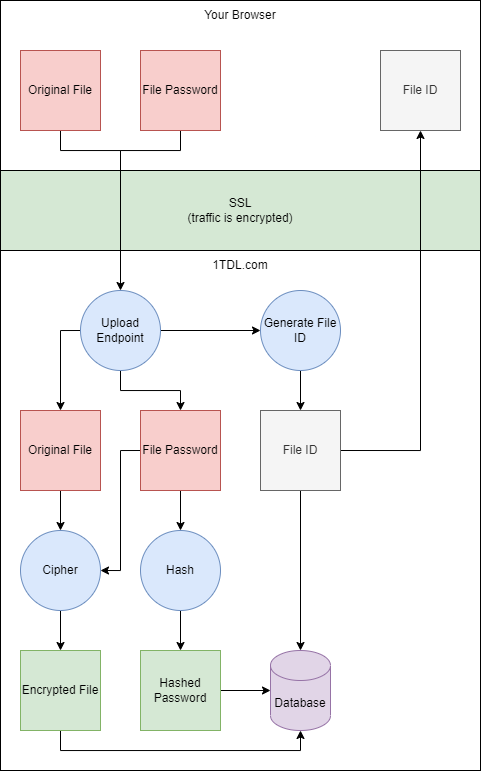 Your Browser
Original File
File Password
File ID
SSL
(traffic is encrypted)
1TDL.com
Upload
Endpoint
Generate File
ID
Original File
File Password
File ID
Cipher
Hash
Encrypted File
Hashed
Password
Database